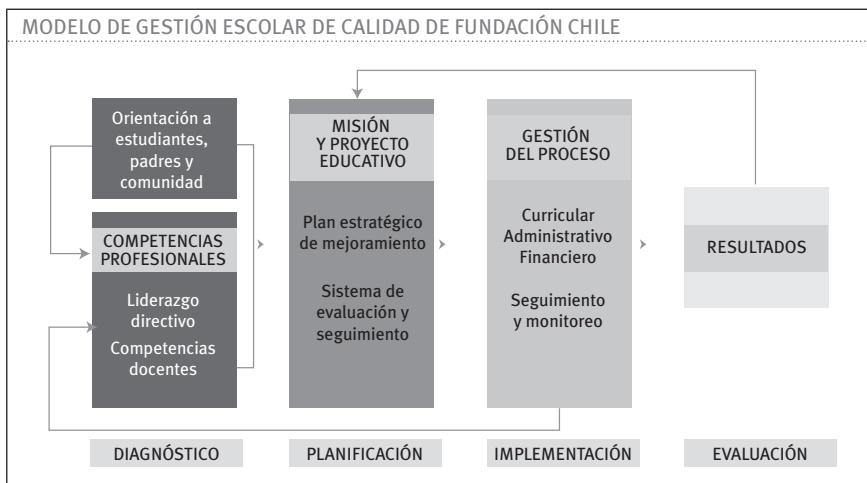 MODELO DE GESTIÓN ESCOLAR DE CALIDAD DE FUNDACIÓN CHILE
Orientación a
estudiantes,
padres y
comunidad
COMPETENCIAS
PROFESIONALES
Liderazgo
directivo
Competencias
docentes
MISIÓN
Y PROYECTO
EDUCATIVO
Plan estratégico
de mejoramiento
Sistema de
evaluación y
seguimiento
GESTIÓN
DEL PROCESO
Curricular
Administrativo
Financiero
Seguimiento
y monitoreo
RESULTADOS
DIAGNÓSTICO
PLANIFICACIÓN
IMPLEMENTACIÓN
EVALUACIÓN